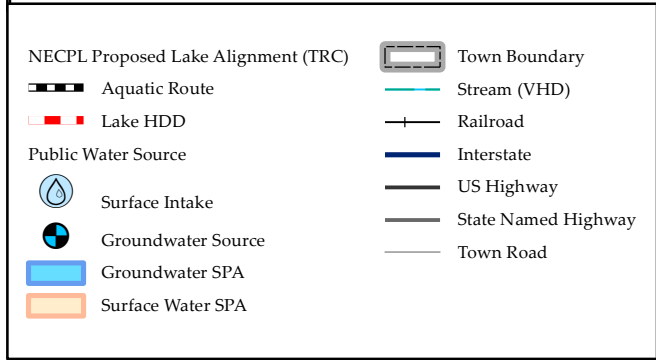 NECPL Proposed Lake Alignment (TRC)
Aquatic Route
Lake HDD
Public Water Source
Surface Intake
Groundwater Source
Groundwater SPA
Surface Water SPA
Town Boundary
Stream (VHD)
Railroad
Interstate
US Highway
State Named Highway
Town Road